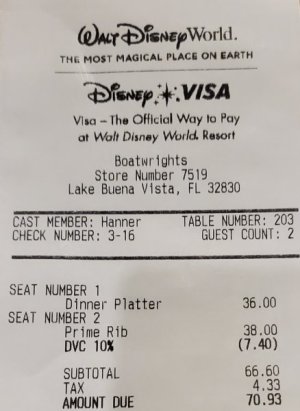 Walt Disney World.
THE MOST MAGICAL PLACE ON EARTH
Disney VISA
Visa – The Official Way to Pay
at Walt Disney World. Resort
Boatwrights
Store Number 7519
Lake Buena Vista, FL 32830
CAST MEMBER: Hanner TABLE NUMBER: 203
CHECK NUMBER: 3-16 GUEST COUNT: 2
SEAT NUMBER 1
Dinner Platter 36.00
SEAT NUMBER 2
Prime Rib 38.00
DVC 10% (7.40)
SUBTOTAL 66.60
TAX 4.33
AMOUNT DUE 70.93